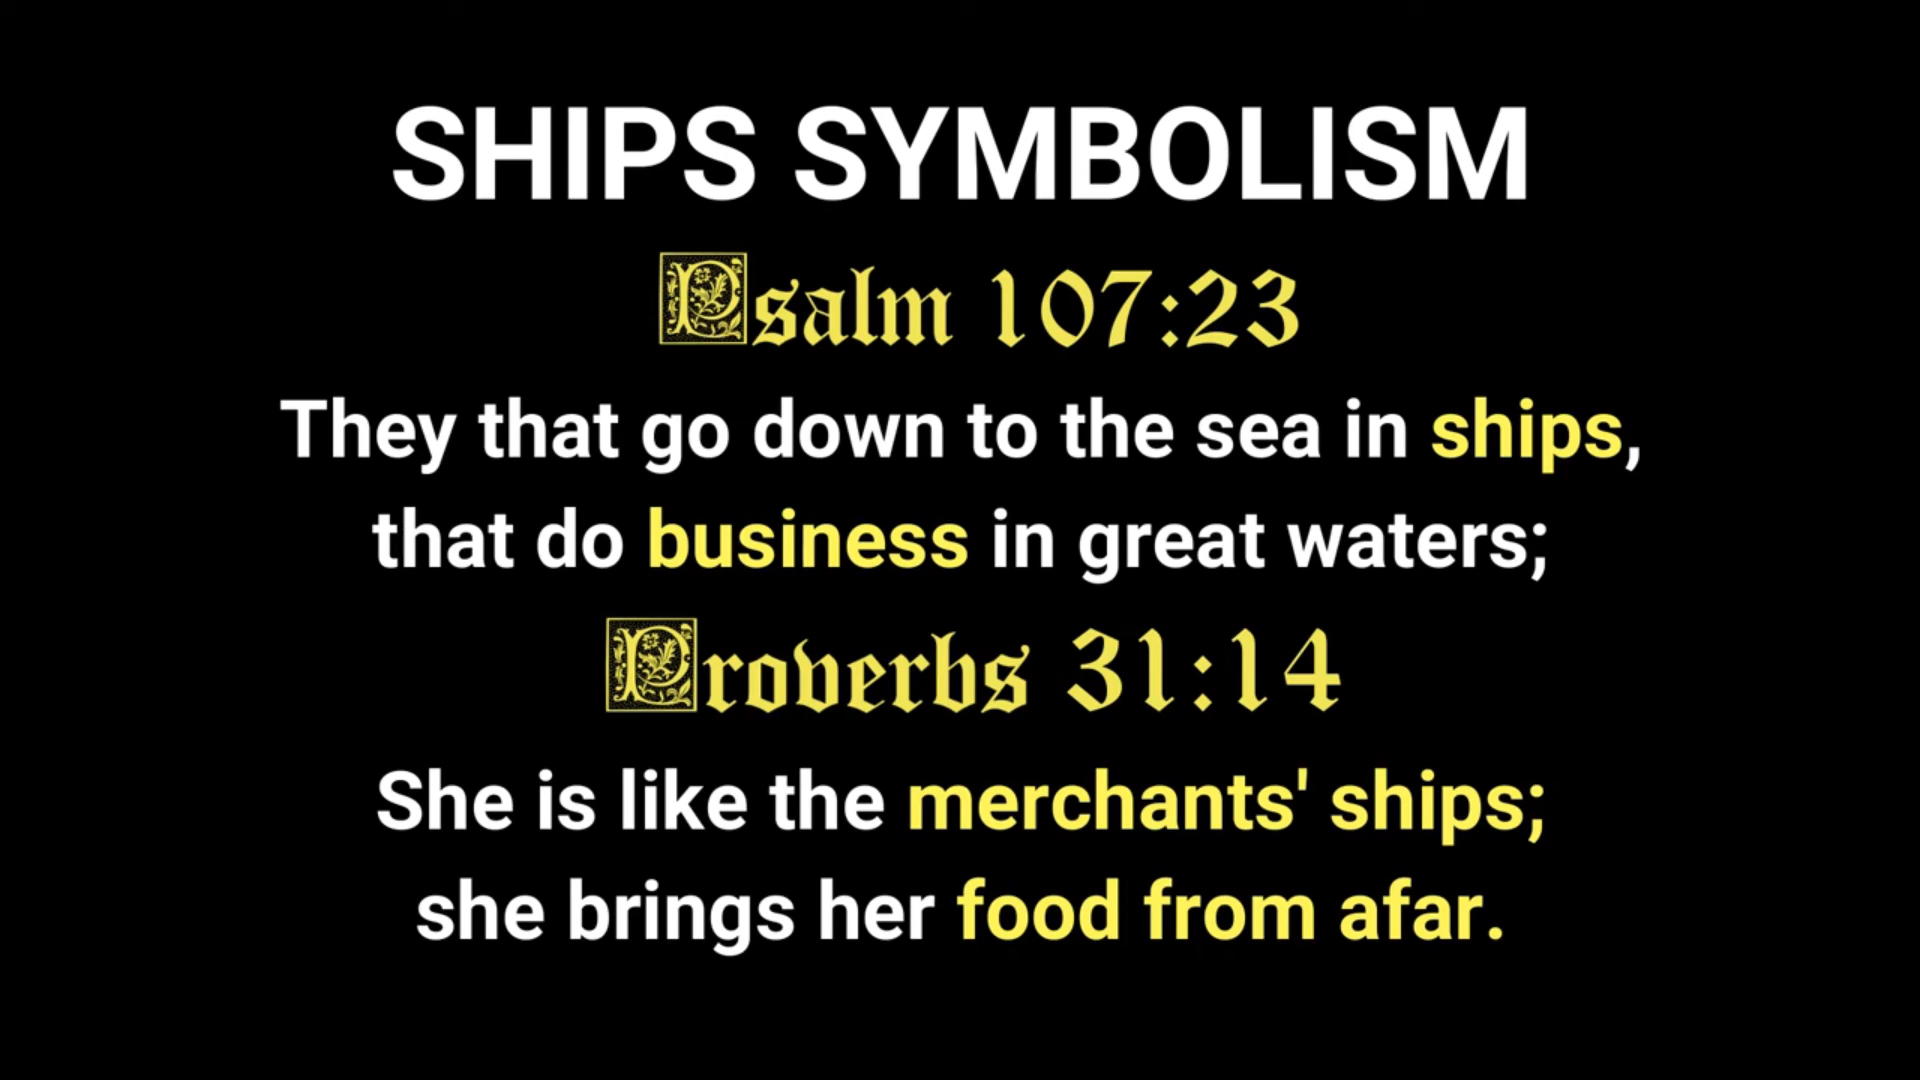 SHIPS SYMBOLISM
Psalm 107:23
They that go down to the sea in ships,
that do business in great waters;
Proverbs 31:14
She is like the merchants' ships;
she brings her food from afar.